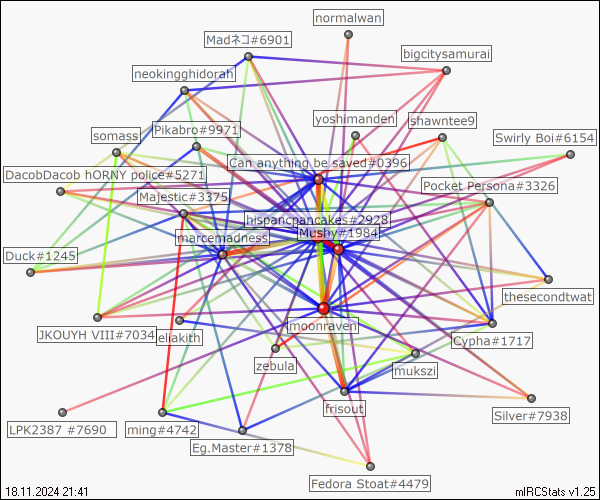 normalwan
Madネコ#6901
bigcitysamurai
neokingghidorah
yoshimanden
shawntee9
somass
Pikabro#9971
Swirly Boi#6154
Can anything be saved#0396
DacobDacob hORNY police#5271
Pocket Persona#3326
Majestic#3375
hispancpancakes#2928
Mushy#1984
marcemadness
Duck#1245
thesecondtwat
moonraven
JKOUYH VIII#7034
eliakith
Cypha#1717
zebula
mukszi
frisout
Silver#7938
LPK2387 #7690
ming#4742
Eg.Master#1378
Fedora Stoat#4479
18.11.2024 21:41
mIRCStats v1.25